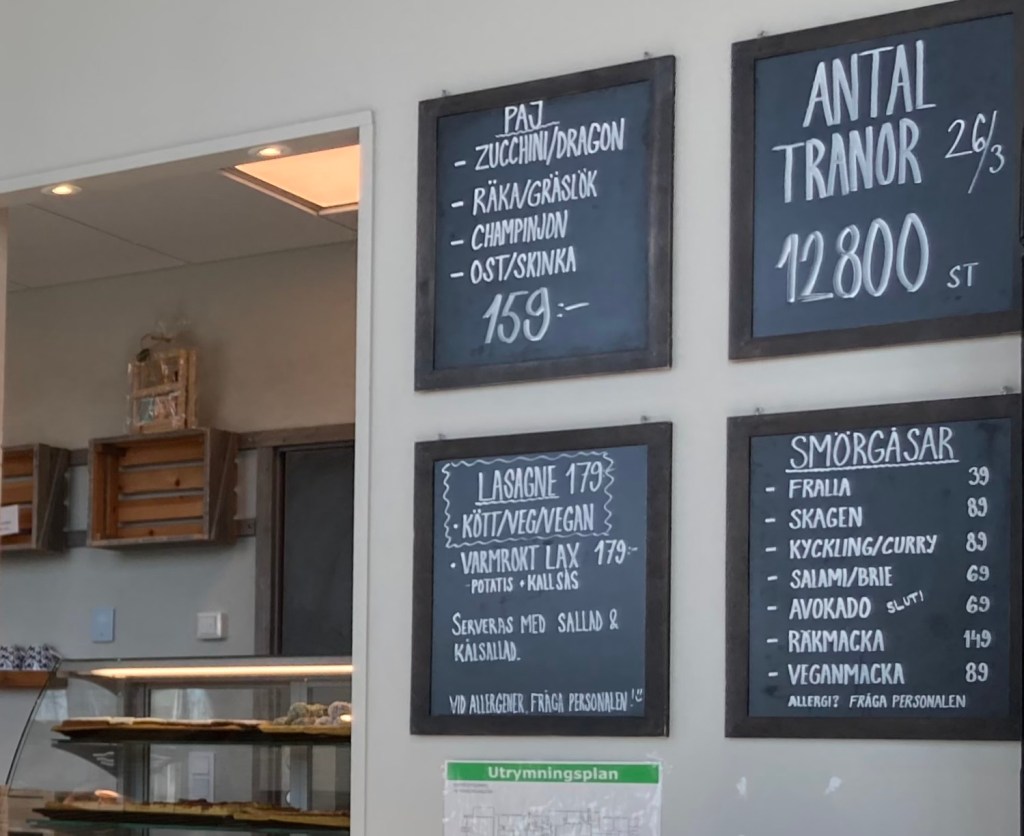 PAJ
- ZUCCHINI/DRAGON
- RÄKA/GRÄSLÖK
- CHAMPINJON
- OST/SKINKA
159:-
ANTAL
TRANOR 26/3
12800 ST
LASAGNE 179
· KÖTT/VEG/VEGAN
· VARMRÖKT LAX 179:-
- POTATIS + KALL SÅS
SERVERAS MED SALLAD &
KÅLSALLAD.
VID ALLERGENER, FRÅGA PERSONALEN !
SMÖRGÅSAR
- FRALLA 39
- SKAGEN 89
- KYCKLING/CURRY 89
- SALAMI/BRIE 69
- AVOKADO SLUT! 69
- RÄKMACKA 149
- VEGANMACKA 89
ALLERGI? FRÅGA PERSONALEN
Utrymningsplan